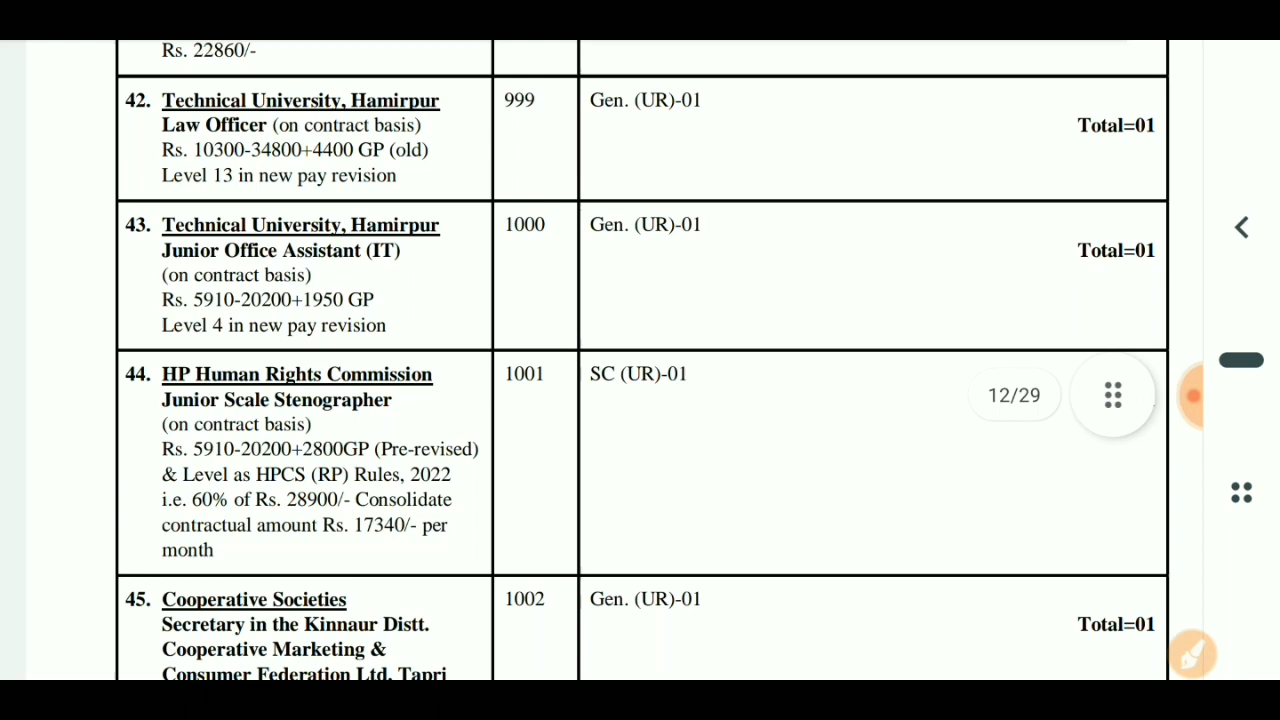 Rs. 22860/-
42. Technical University, Hamirpur 999 Gen. (UR)-01
Law Officer (on contract basis) Total=01
Rs. 10300-34800+4400 GP (old)
Level 13 in new pay revision
43. Technical University, Hamirpur 1000 Gen. (UR)-01
Junior Office Assistant (IT) Total=01
(on contract basis)
Rs. 5910-20200+1950 GP
Level 4 in new pay revision
44. HP Human Rights Commission 1001 SC (UR)-01
Junior Scale Stenographer 12/29
(on contract basis)
Rs. 5910-20200+2800GP (Pre-revised)
& Level as HPCS (RP) Rules, 2022
i.e. 60% of Rs. 28900/- Consolidate
contractual amount Rs. 17340/- per
month
45. Cooperative Societies 1002 Gen. (UR)-01
Secretary in the Kinnaur Distt. Total=01
Cooperative Marketing &
Consumer Federation Ltd. Tapri